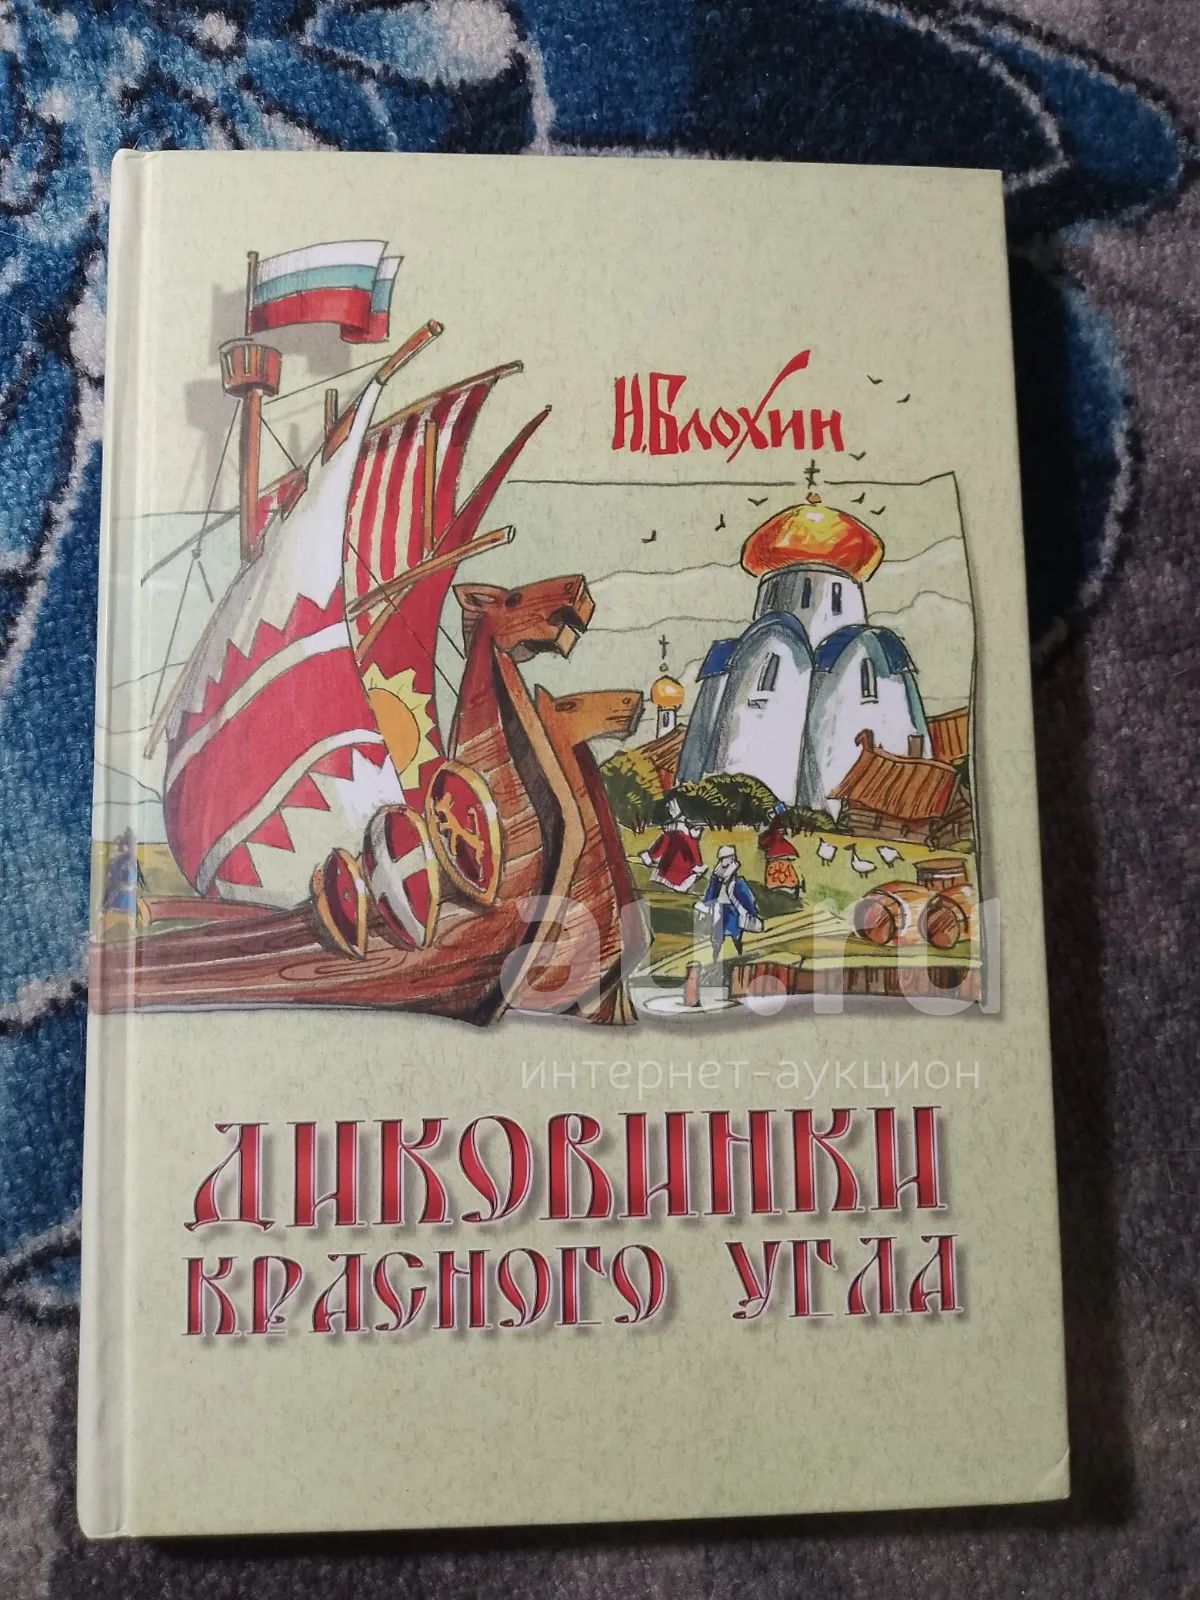 Н. Блохин
au.ru
интернет-аукцион
ДИКОВИНКИ
КРАСНОГО УГЛА